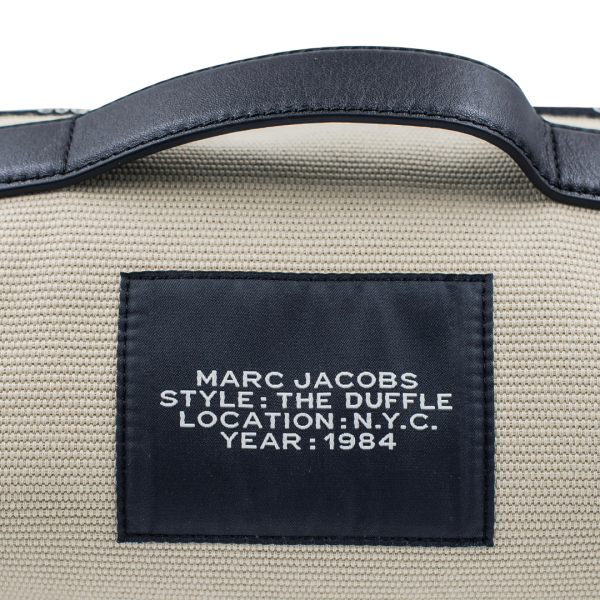 MARC JACOBS
STYLE: THE DUFFLE
LOCATION: N.Y.C.
YEAR: 1984